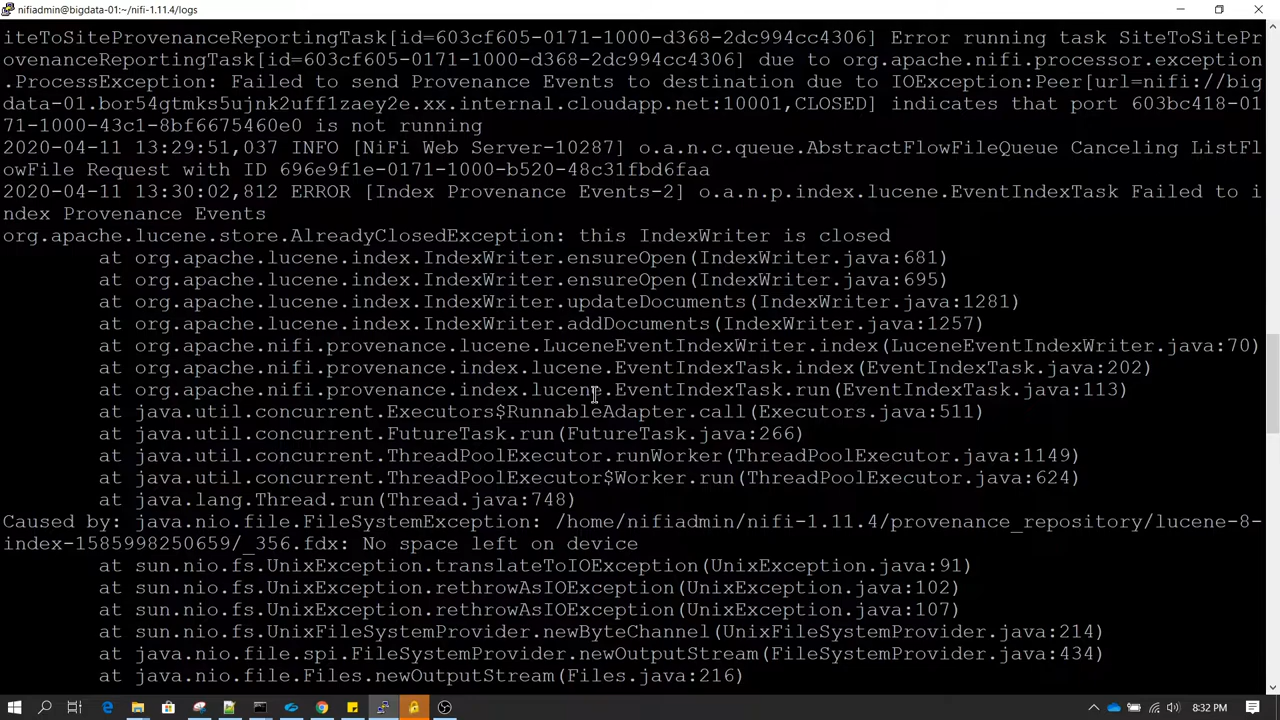 nifiadmin@bigdata-01:~/nifi-1.11.4/logs
iteToSiteProvenanceReportingTask[id=603cf605-0171-1000-d368-2dc994cc4306] Error running task SiteToSitePr
ovenanceReportingTask[id=603cf605-0171-1000-d368-2dc994cc4306] due to org.apache.nifi.processor.exception
.ProcessException: Failed to send Provenance Events to destination due to IOException:Peer[url=nifi://big
data-01.bor54gtmks5ujnk2uff1zaey2e.xx.internal.cloudapp.net:10001,CLOSED] indicates that port 603bc418-01
71-1000-43c1-8bf6675460e0 is not running
2020-04-11 13:29:51,037 INFO [NiFi Web Server-10287] o.a.n.c.queue.AbstractFlowFileQueue Canceling ListFl
owFile Request with ID 696e9f1e-0171-1000-b520-48c31fbd6faa
2020-04-11 13:30:02,812 ERROR [Index Provenance Events-2] o.a.n.p.index.lucene.EventIndexTask Failed to i
ndex Provenance Events
org.apache.lucene.store.AlreadyClosedException: this IndexWriter is closed
at org.apache.lucene.index.IndexWriter.ensureOpen(IndexWriter.java:681)
at org.apache.lucene.index.IndexWriter.ensureOpen(IndexWriter.java:695)
at org.apache.lucene.index.IndexWriter.updateDocuments(IndexWriter.java:1281)
at org.apache.lucene.index.IndexWriter.addDocuments(IndexWriter.java:1257)
at org.apache.nifi.provenance.lucene.LuceneEventIndexWriter.index(LuceneEventIndexWriter.java:70)
at org.apache.nifi.provenance.index.lucene.EventIndexTask.index(EventIndexTask.java:202)
at org.apache.nifi.provenance.index.lucene.EventIndexTask.run(EventIndexTask.java:113)
at java.util.concurrent.Executors$RunnableAdapter.call(Executors.java:511)
at java.util.concurrent.FutureTask.run(FutureTask.java:266)
at java.util.concurrent.ThreadPoolExecutor.runWorker(ThreadPoolExecutor.java:1149)
at java.util.concurrent.ThreadPoolExecutor$Worker.run(ThreadPoolExecutor.java:624)
at java.lang.Thread.run(Thread.java:748)
Caused by: java.nio.file.FileSystemException: /home/nifiadmin/nifi-1.11.4/provenance_repository/lucene-8-
index-1585998250659/_356.fdx: No space left on device
at sun.nio.fs.UnixException.translateToIOException(UnixException.java:91)
at sun.nio.fs.UnixException.rethrowAsIOException(UnixException.java:102)
at sun.nio.fs.UnixException.rethrowAsIOException(UnixException.java:107)
at sun.nio.fs.UnixFileSystemProvider.newByteChannel(UnixFileSystemProvider.java:214)
at java.nio.file.spi.FileSystemProvider.newOutputStream(FileSystemProvider.java:434)
at java.nio.file.Files.newOutputStream(Files.java:216)
8:32 PM